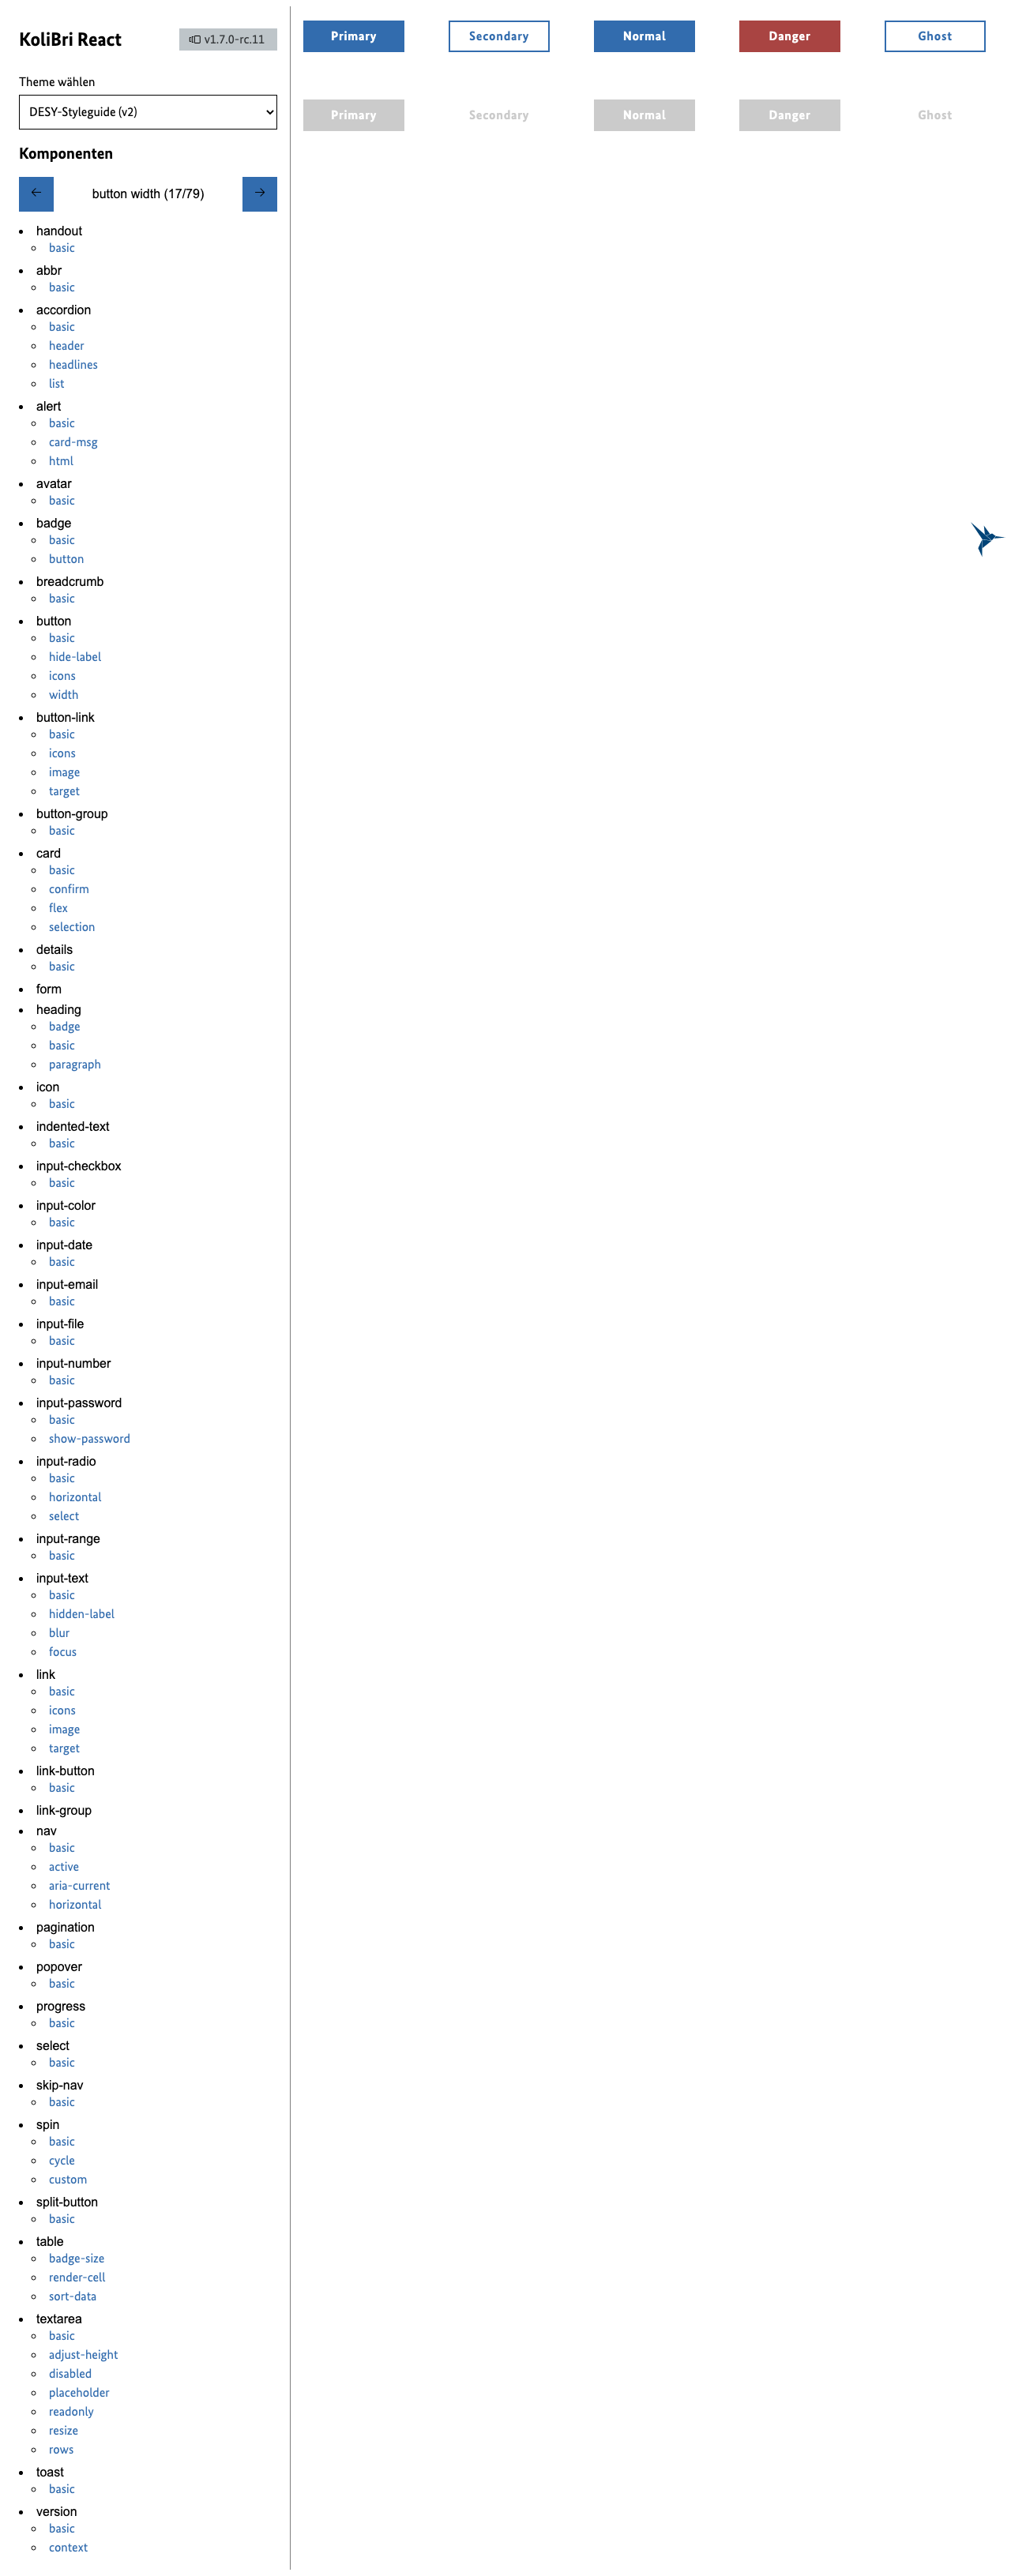 KoliBri React
v1.7.0-rc.11
Theme wählen
DESY-Styleguide (v2)
Komponenten
button width (17/79)
handout
basic
abbr
basic
accordion
basic
header
headlines
list
alert
basic
card-msg
html
avatar
basic
badge
basic
button
breadcrumb
basic
button
basic
hide-label
icons
width
button-link
basic
icons
image
target
button-group
basic
card
basic
confirm
flex
selection
details
basic
form
heading
badge
basic
paragraph
icon
basic
indented-text
basic
input-checkbox
basic
input-color
basic
input-date
basic
input-email
basic
input-file
basic
input-number
basic
input-password
basic
show-password
input-radio
basic
horizontal
select
input-range
basic
input-text
basic
hidden-label
blur
focus
link
basic
icons
image
target
link-button
basic
link-group
nav
basic
active
aria-current
horizontal
pagination
basic
popover
basic
progress
basic
select
basic
skip-nav
basic
spin
basic
cycle
custom
split-button
basic
table
badge-size
render-cell
sort-data
textarea
basic
adjust-height
disabled
placeholder
readonly
resize
rows
toast
basic
version
basic
context
Primary Secondary Normal Danger Ghost
Primary Secondary Normal Danger Ghost